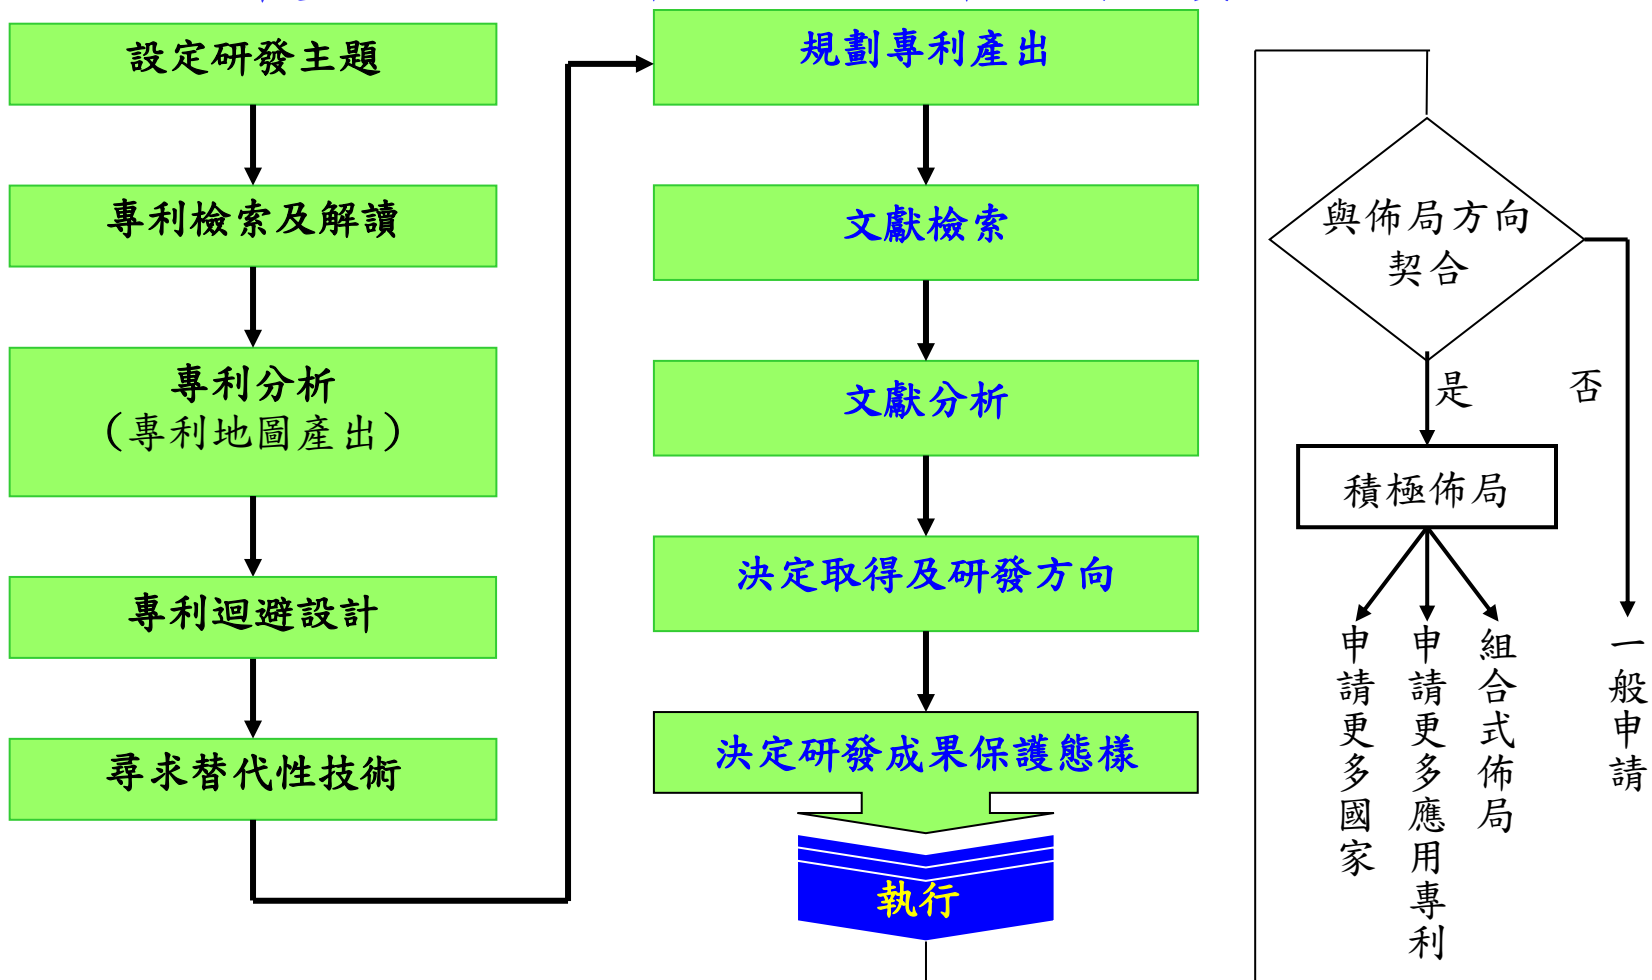 設定研發主題
專利檢索及解讀
專利分析
（專利地圖產出）
專利迴避設計
尋求替代性技術
規劃專利產出
文獻檢索
文獻分析
決定取得及研發方向
決定研發成果保護態樣
執行
與佈局方向
契合
是
否
積極佈局
申請更多國家
申請更多應用專利
組合式佈局
一般申請